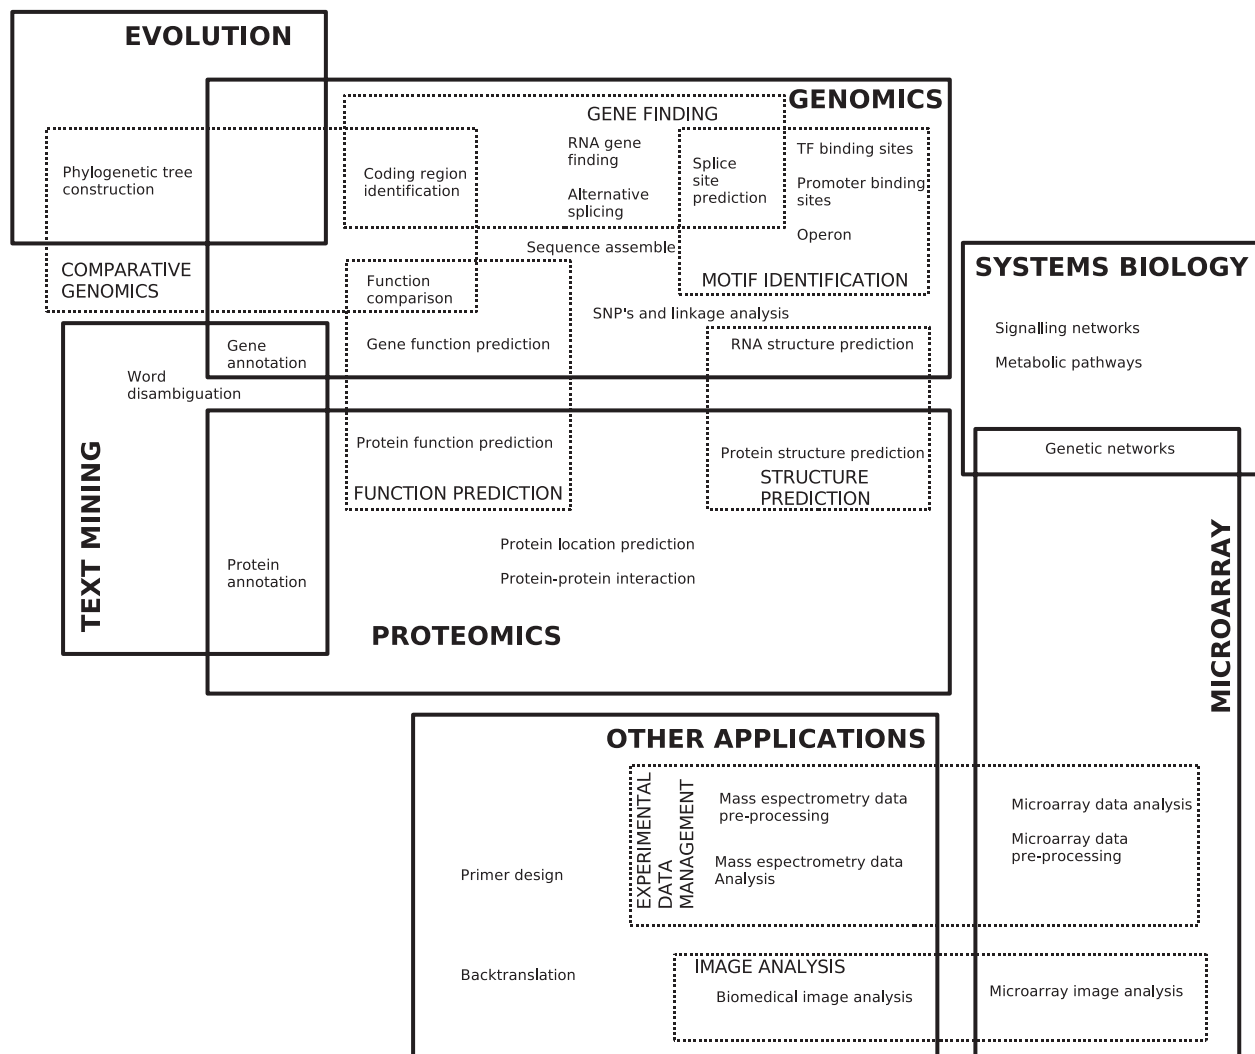 EVOLUTION
GENOMICS
GENE FINDING
RNA gene
finding
Alternative
splicing
Splice
site
prediction
TF binding sites
Promoter binding
sites
Operon
Phylogenetic tree
construction
Coding region
identification
Sequence assemble
COMPARATIVE
GENOMICS
Function
comparison
MOTIF IDENTIFICATION
SYSTEMS BIOLOGY
SNP's and linkage analysis
Signalling networks
Metabolic pathways
Gene
annotation
Gene function prediction
RNA structure prediction
Word
disambiguation
TEXT MINING
Protein function prediction
FUNCTION PREDICTION
Protein structure prediction
STRUCTURE
PREDICTION
Genetic networks
Protein location prediction
Protein-protein interaction
Protein
annotation
PROTEOMICS
MICROARRAY
OTHER APPLICATIONS
EXPERIMENTAL
DATA
MANAGEMENT
Mass espectrometry data
pre-processing
Mass espectrometry data
Analysis
Microarray data analysis
Microarray data
pre-processing
Primer design
Backtranslation
IMAGE ANALYSIS
Biomedical image analysis
Microarray image analysis